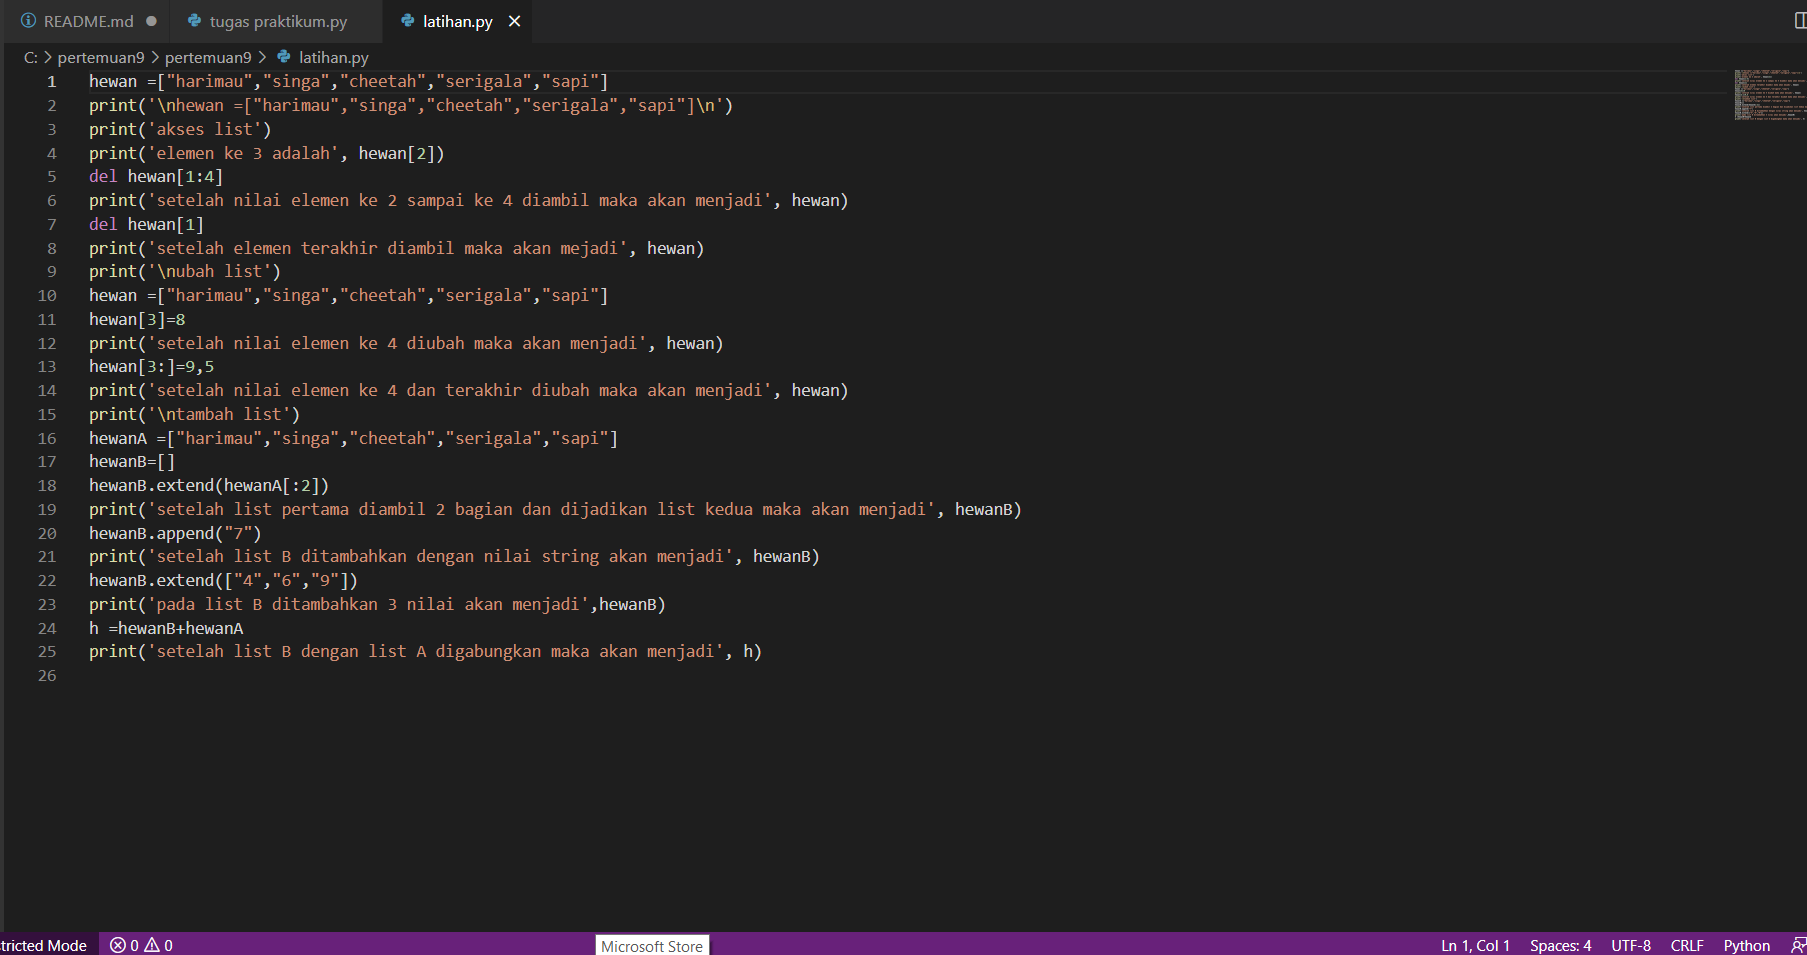 README.md tugas praktikum.py latihan.py
C: > pertemuan9 > pertemuan9 > latihan.py
1 hewan =["harimau","singa","cheetah","serigala","sapi"]
2 print('\nhewan =["harimau","singa","cheetah","serigala","sapi"]\n')
3 print('akses list')
4 print('elemen ke 3 adalah', hewan[2])
5 del hewan[1:4]
6 print('setelah nilai elemen ke 2 sampai ke 4 diambil maka akan menjadi', hewan)
7 del hewan[1]
8 print('setelah elemen terakhir diambil maka akan mejadi', hewan)
9 print('\nubah list')
10 hewan =["harimau","singa","cheetah","serigala","sapi"]
11 hewan[3]=8
12 print('setelah nilai elemen ke 4 diubah maka akan menjadi', hewan)
13 hewan[3:]=9,5
14 print('setelah nilai elemen ke 4 dan terakhir diubah maka akan menjadi', hewan)
15 print('\ntambah list')
16 hewanA =["harimau","singa","cheetah","serigala","sapi"]
17 hewanB=[]
18 hewanB.extend(hewanA[:2])
19 print('setelah list pertama diambil 2 bagian dan dijadikan list kedua maka akan menjadi', hewanB)
20 hewanB.append("7")
21 print('setelah list B ditambahkan dengan nilai string akan menjadi', hewanB)
22 hewanB.extend(["4","6","9"])
23 print('pada list B ditambahkan 3 nilai akan menjadi',hewanB)
24 h =hewanB+hewanA
25 print('setelah list B dengan list A digabungkan maka akan menjadi', h)
26
tricted Mode 0 0 Microsoft Store Ln 1, Col 1 Spaces: 4 UTF-8 CRLF Python